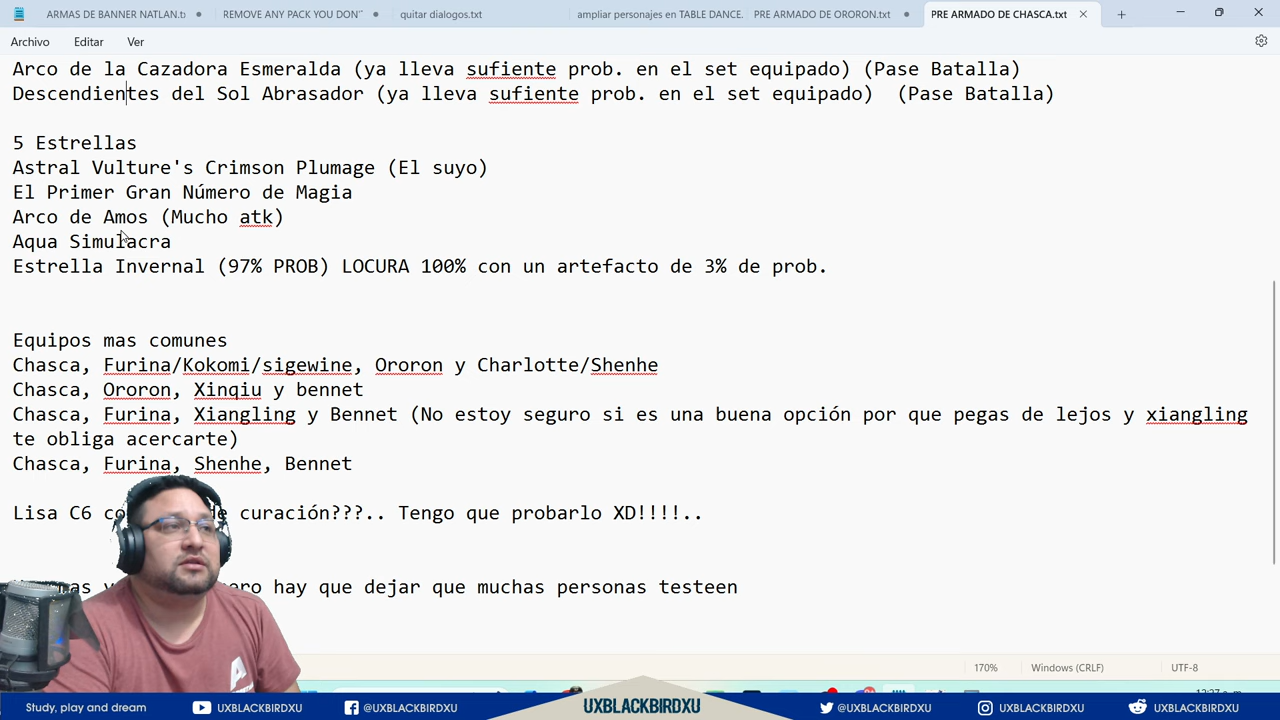 ARMAS DE BANNER NATLAN.t
REMOVE ANY PACK YOU DON'
quitar dialogos.txt
ampliar personajes en TABLE DANCE.
PRE ARMADO DE ORORON.txt
PRE ARMADO DE CHASCA.txt
Archivo Editar Ver
Arco de la Cazadora Esmeralda (ya lleva sufiente prob. en el set equipado) (Pase Batalla)
Descendientes del Sol Abrasador (ya lleva sufiente prob. en el set equipado)  (Pase Batalla)
5 Estrellas
Astral Vulture's Crimson Plumage (El suyo)
El Primer Gran Número de Magia
Arco de Amos (Mucho atk)
Aqua Simulacra
Estrella Invernal (97% PROB) LOCURA 100% con un artefacto de 3% de prob.
Equipos mas comunes
Chasca, Furina/Kokomi/sigewine, Ororon y Charlotte/Shenhe
Chasca, Ororon, Xinqiu y bennet
Chasca, Furina, Xiangling y Bennet (No estoy seguro si es una buena opción por que pegas de lejos y xiangling
te obliga acercarte)
Chasca, Furina, Shenhe, Bennet
Lisa C6 de curación???.. Tengo que probarlo XD!!!!..
hay que dejar que muchas personas testeen
170% Windows (CRLF) UTF-8
Study, play and dream
UXBLACKBIRDXU
@UXBLACKBIRDXU
UXBLACKBIRDXU
@UXBLACKBIRDXU
UXBLACKBIRDXU
UXBLACKBIRDXU